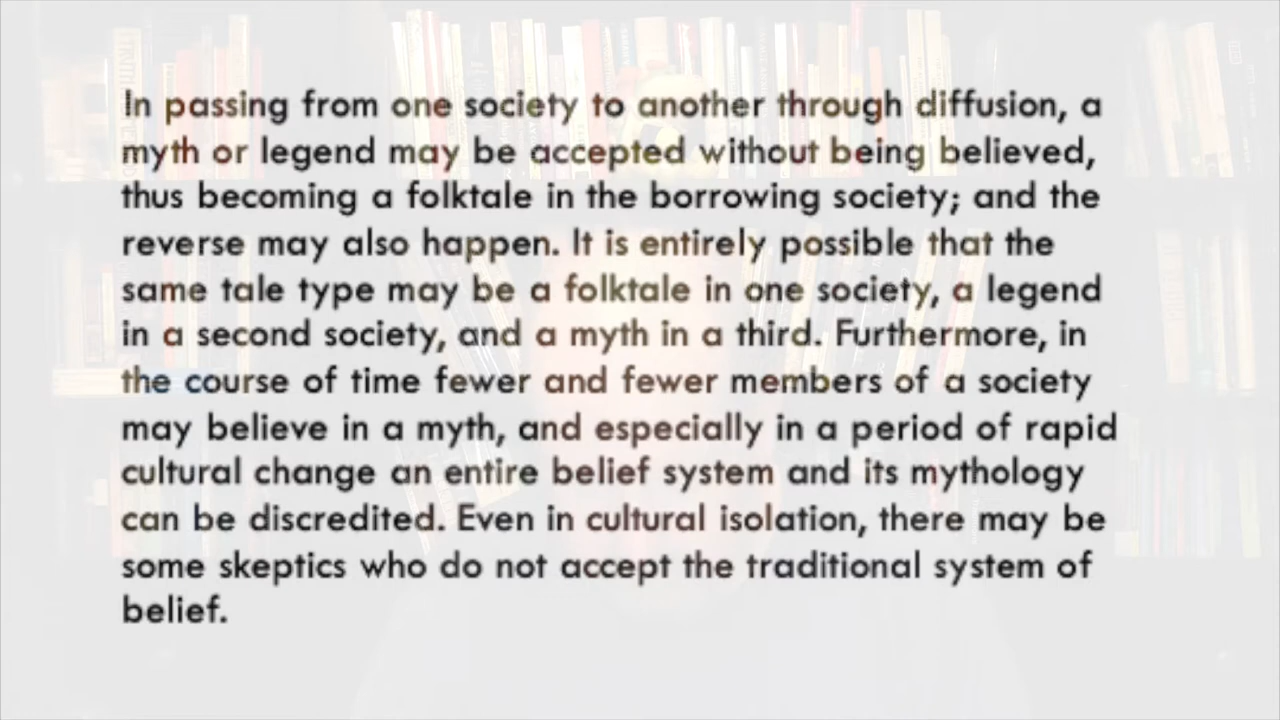 In passing from one society to another through diffusion, a
myth or legend may be accepted without being believed,
thus becoming a folktale in the borrowing society; and the
reverse may also happen. It is entirely possible that the
same tale type may be a folktale in one society, a legend
in a second society, and a myth in a third. Furthermore, in
the course of time fewer and fewer members of a society
may believe in a myth, and especially in a period of rapid
cultural change an entire belief system and its mythology
can be discredited. Even in cultural isolation, there may be
some skeptics who do not accept the traditional system of
belief.